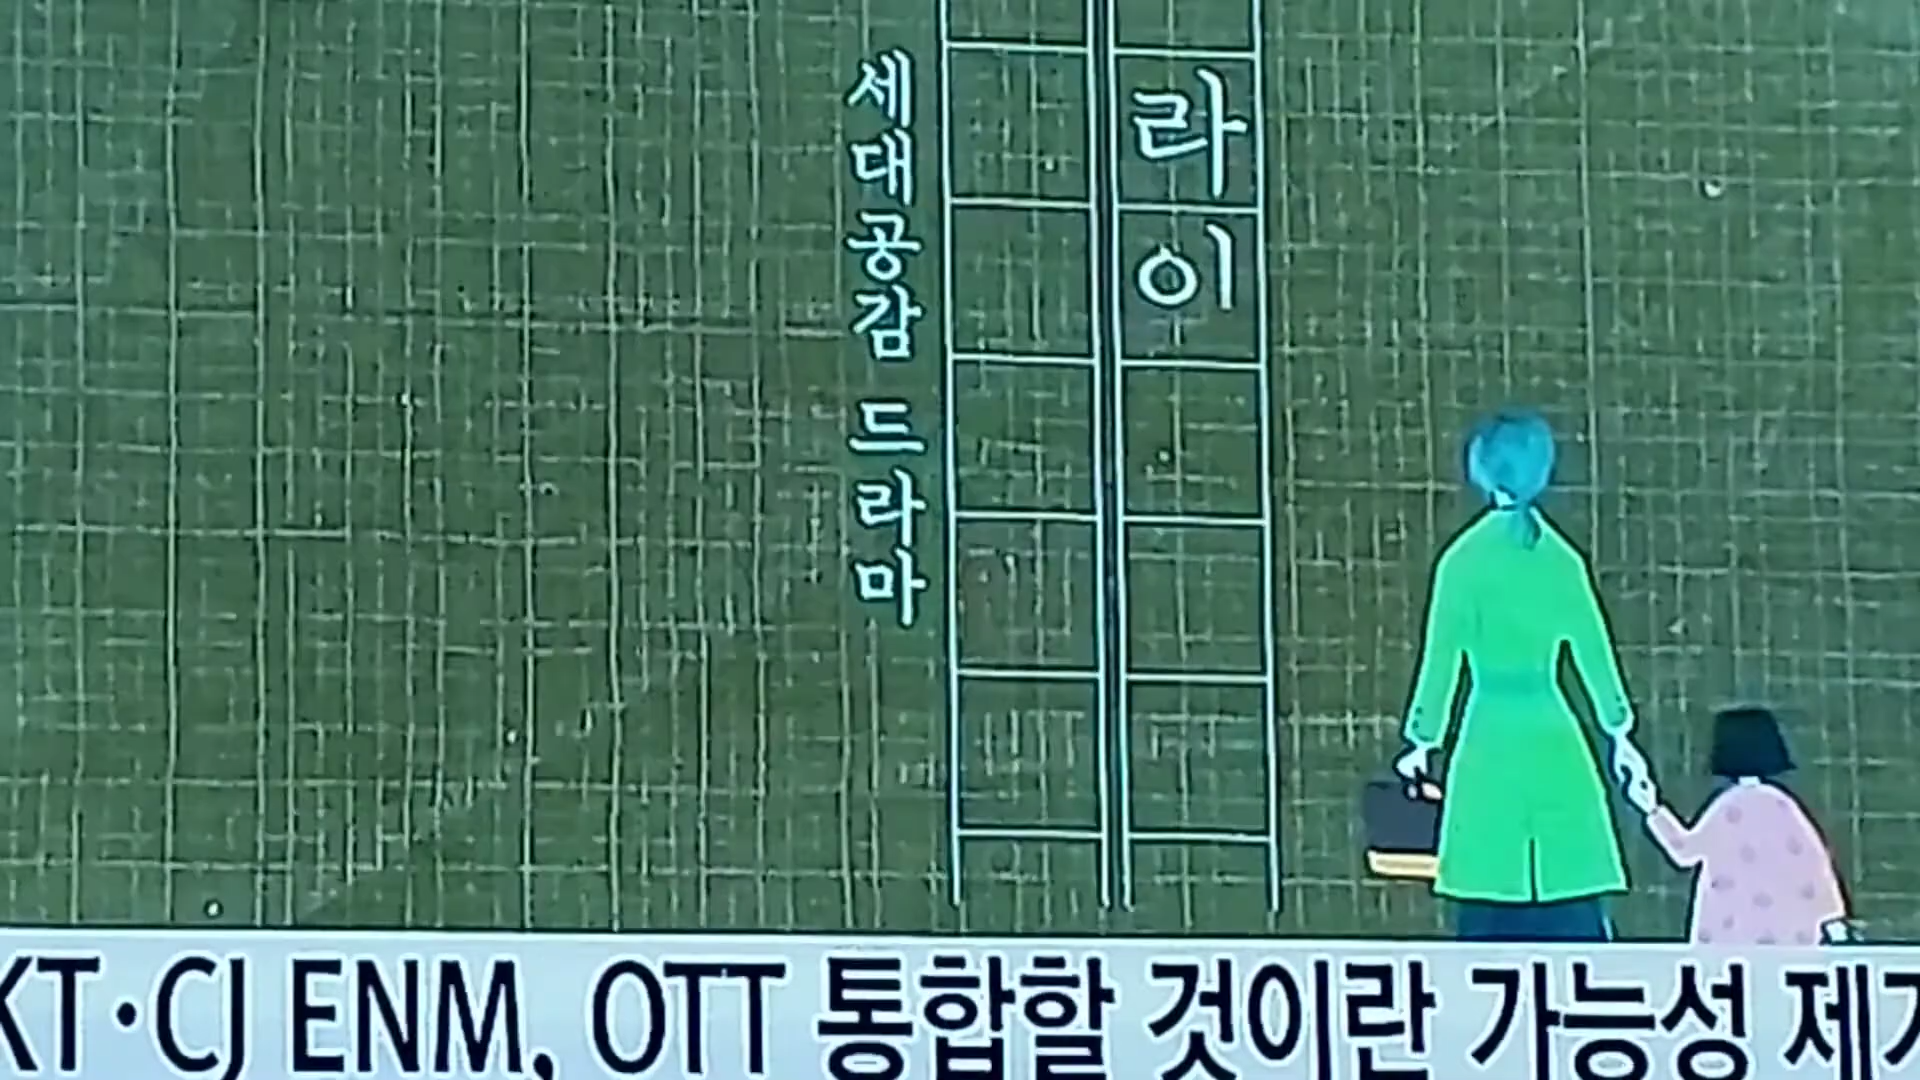 라이
세대공감 드라마
KT·CJ ENM, OTT 통합할 것이란 가능성 제